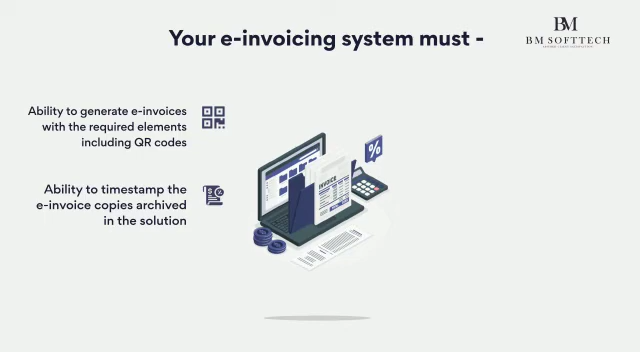 Your e-invoicing system must -
BM
BM SOFTTECH
Ability to generate e-invoices
with the required elements
including QR codes
Ability to timestamp the
e-invoice copies archived
in the solution
INVOICE
%